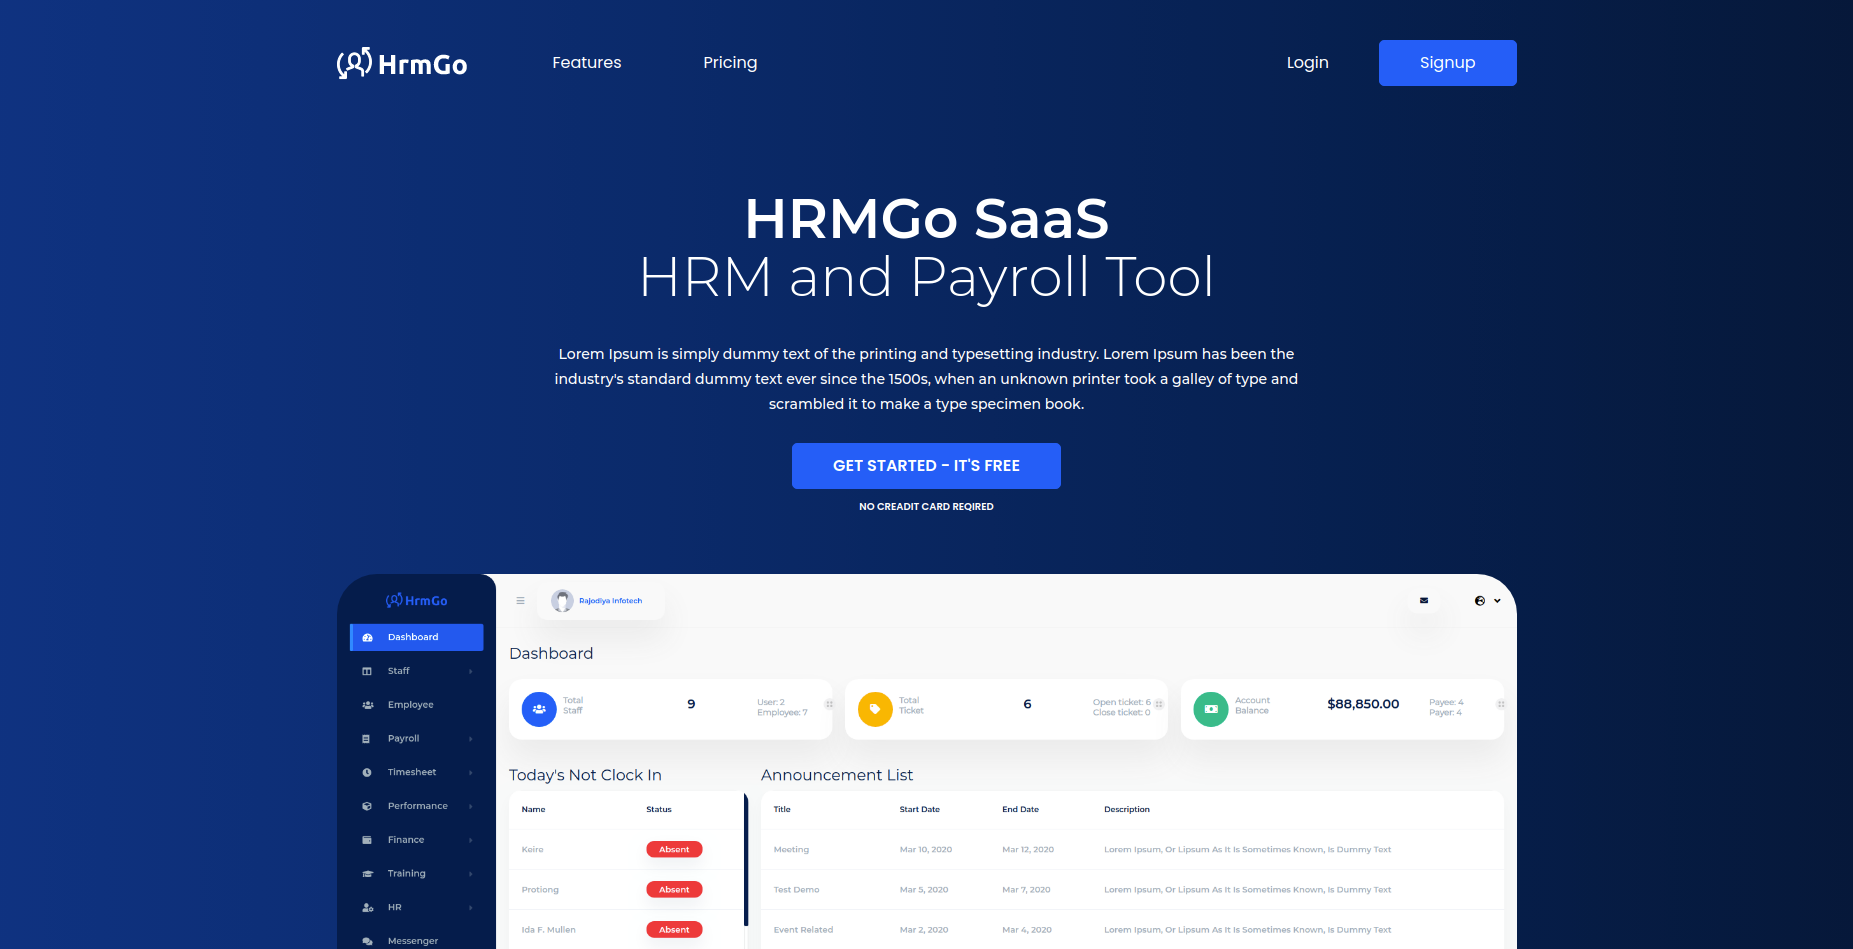 HrmGo
Features
Pricing
Login
Signup
HRMGo SaaS
HRM and Payroll Tool
Lorem Ipsum is simply dummy text of the printing and typesetting industry. Lorem Ipsum has been the
industry's standard dummy text ever since the 1500s, when an unknown printer took a galley of type and
scrambled it to make a type specimen book.
GET STARTED - IT'S FREE
NO CREADIT CARD REQIRED
HrmGo
Rajodiya Infotech
Dashboard
Staff
Employee
Payroll
Timesheet
Performance
Finance
Training
HR
Messenger
Dashboard
Total
Staff
9
User: 2
Employee: 7
Total
Ticket
6
Open ticket: 6
Close ticket: 0
Account
Balance
$88,850.00
Payee: 4
Payer: 4
Today's Not Clock In
Name Status
Keiro Absent
Protiong Absent
Ida F. Mullen Absent
Announcement List
Title Start Date End Date Description
Meeting Mar 10, 2020 Mar 12, 2020 Lorem Ipsum, Or Lipsum As It Is Sometimes Known, Is Dummy Text
Test Demo Mar 5, 2020 Mar 7, 2020 Lorem Ipsum, Or Lipsum As It Is Sometimes Known, Is Dummy Text
Event Related Mar 2, 2020 Mar 4, 2020 Lorem Ipsum, Or Lipsum As It Is Sometimes Known, Is Dummy Text